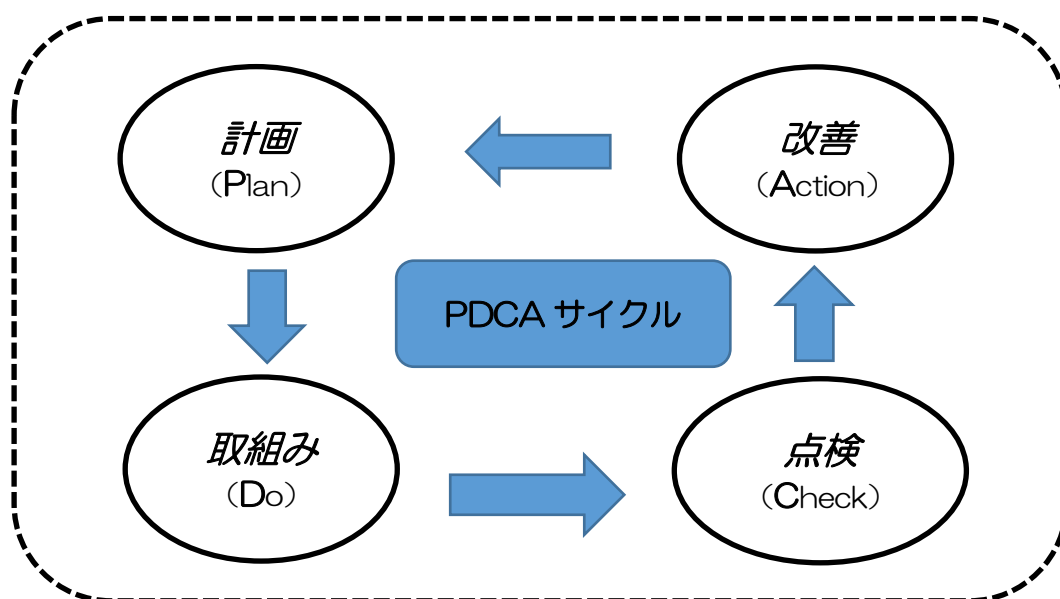 計画
（Plan）
改善
（Action）
PDCA サイクル
取組み
（Do）
点検
（Check）